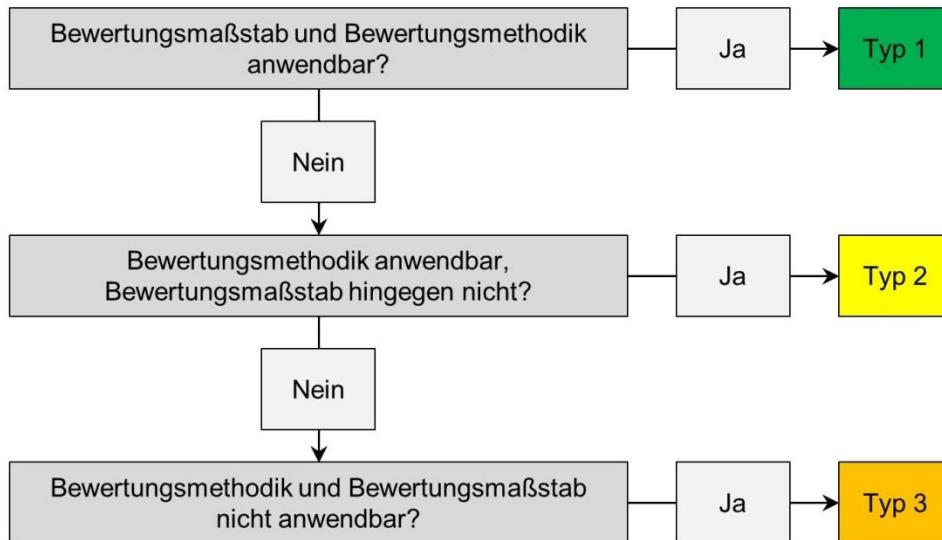 Bewertungsmaßstab und Bewertungsmethodik
anwendbar?
Ja
Typ 1
Nein
Bewertungsmethodik anwendbar,
Bewertungsmaßstab hingegen nicht?
Ja
Typ 2
Nein
Bewertungsmethodik und Bewertungsmaßstab
nicht anwendbar?
Ja
Typ 3